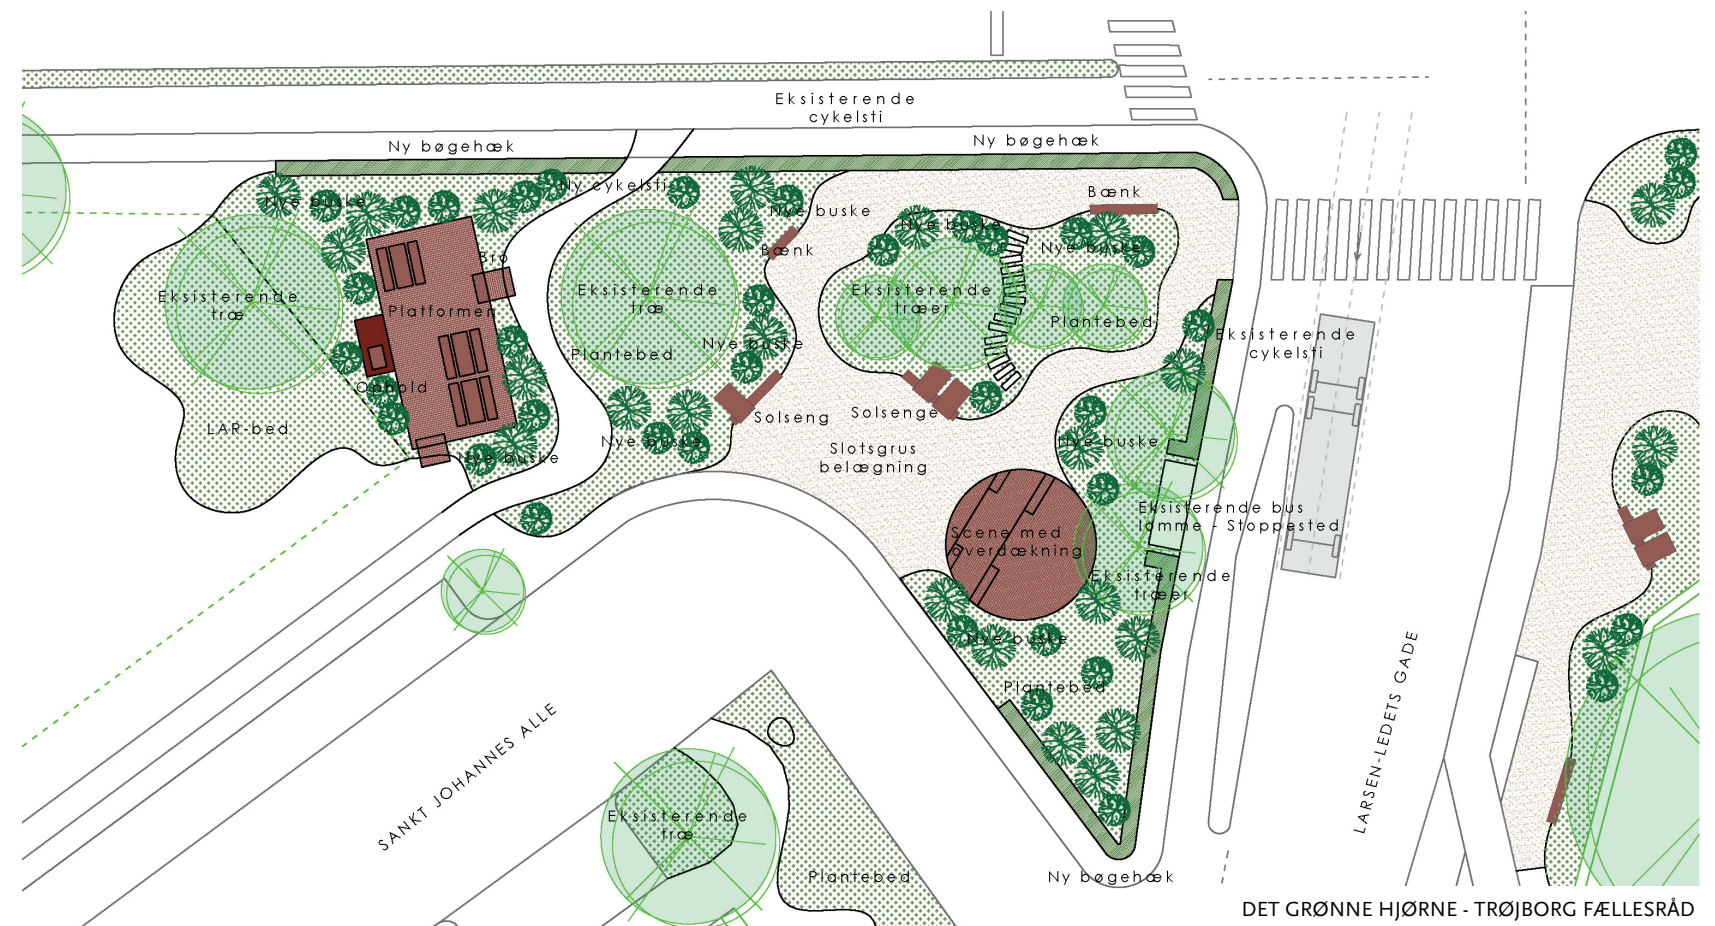 Eksisterende
cykelsti
Ny bøgehæk
Ny bøgehæk
Ny cykelsti
Bænk
Nye buske
Nye buske
Nye buske
Nye buske
Bænk
Bro
Eksisterende
træ
Platformen
Eksisterende
træ
Eksisterende
træer
Plantebed
Eksisterende
cykelsti
Nye buske
Plantebed
Ophold
LAR-bed
Solseng
Solsenge
Nye buske
Nye buske
Nye buske
Slotsgrus
belægning
Eksisterende bus
lomme - Stoppested
Scene med
overdækning
Eksisterende
træer
Nye buske
Plantebed
SANKT JOHANNES ALLE
LARSEN-LEDETS GADE
Eksisterende
træ
Plantebed
Ny bøgehæk
DET GRØNNE HJØRNE - TRØJBORG FÆLLESRÅD